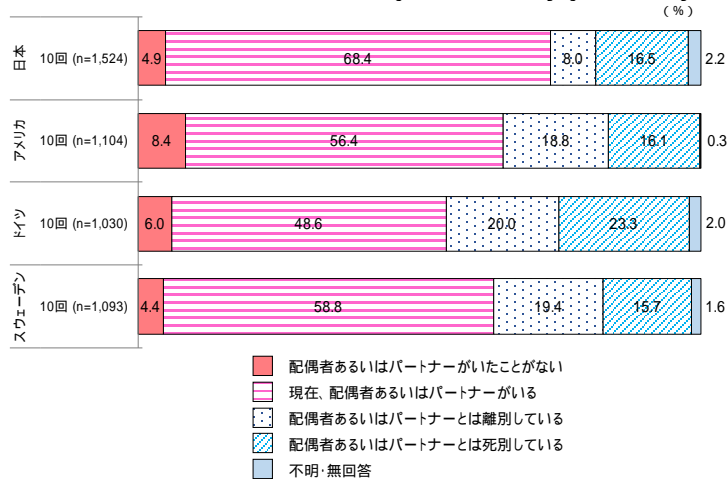 (%)
日本 10回 (n=1,524) 4.9 68.4 8.0 16.5 2.2
アメリカ 10回 (n=1,104) 8.4 56.4 18.8 16.1 0.3
ドイツ 10回 (n=1,030) 6.0 48.6 20.0 23.3 2.0
スウェーデン 10回 (n=1,093) 4.4 58.8 19.4 15.7 1.6
配偶者あるいはパートナーがいたことがない
現在、配偶者あるいはパートナーがいる
配偶者あるいはパートナーとは離別している
配偶者あるいはパートナーとは死別している
不明・無回答